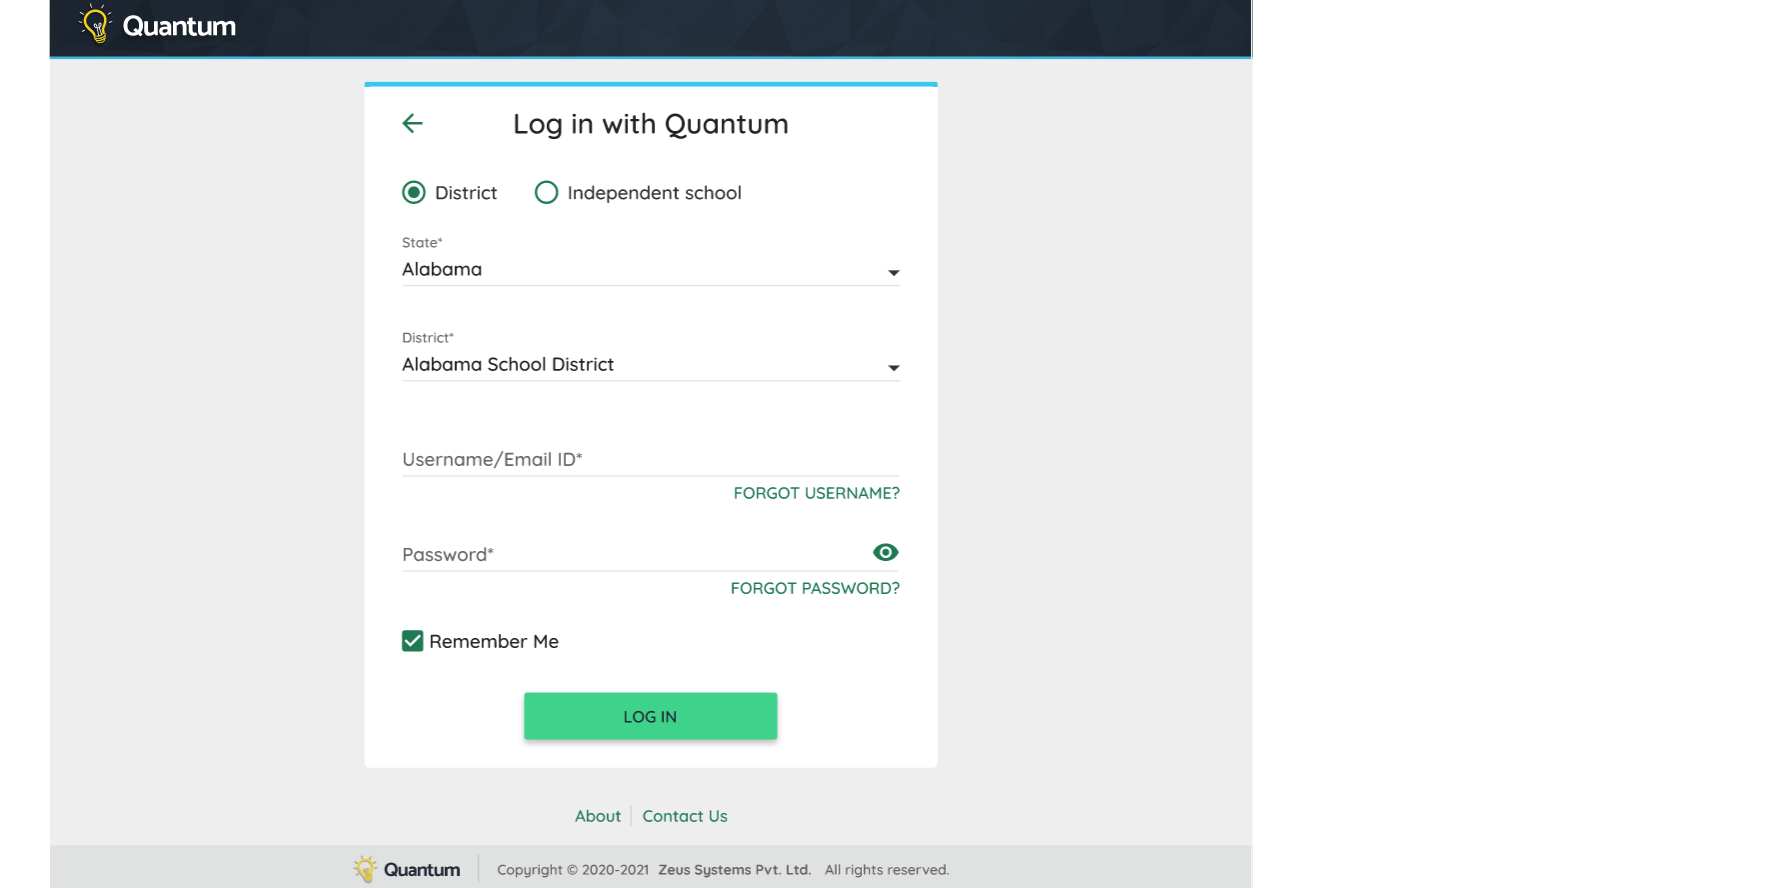 Quantum
Log in with Quantum
District Independent school
State*
Alabama
District*
Alabama School District
Username/Email ID*
FORGOT USERNAME?
Password*
FORGOT PASSWORD?
Remember Me
LOG IN
About Contact Us
Quantum Copyright © 2020-2021 Zeus Systems Pvt. Ltd. All rights reserved.